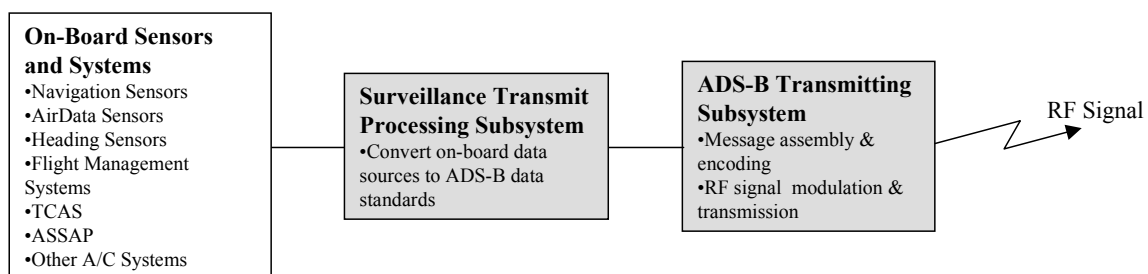 On-Board Sensors
and Systems
•Navigation Sensors
•AirData Sensors
•Heading Sensors
•Flight Management
Systems
•TCAS
•ASSAP
•Other A/C Systems
Surveillance Transmit
Processing Subsystem
•Convert on-board data
sources to ADS-B data
standards
ADS-B Transmitting
Subsystem
•Message assembly &
encoding
•RF signal modulation &
transmission
RF Signal